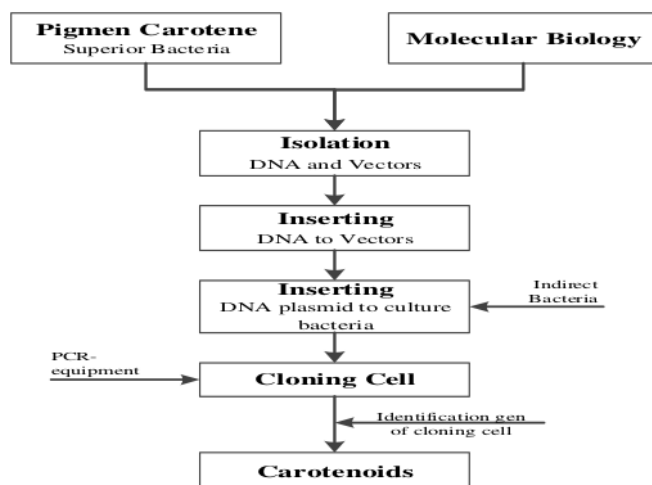 Pigmen Carotene
Superior Bacteria
Molecular Biology
Isolation
DNA and Vectors
Inserting
DNA to Vectors
Inserting
DNA plasmid to culture
bacteria
Indirect
Bacteria
PCR-
equipment
Cloning Cell
Identification gen
of cloning cell
Carotenoids